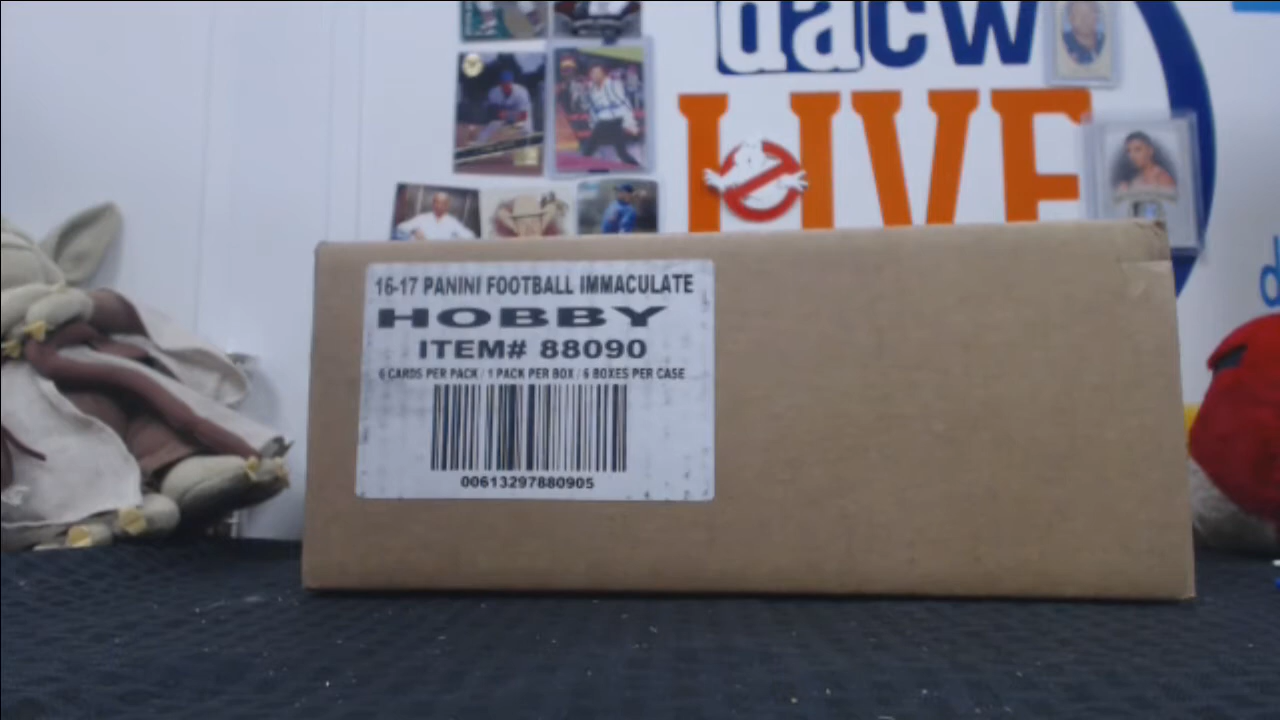 dacw
LIVE
16-17 PANINI FOOTBALL IMMACULATE
HOBBY
ITEM# 88090
6 CARDS PER PACK / 1 PACK PER BOX / 6 BOXES PER CASE
00613297880905
d